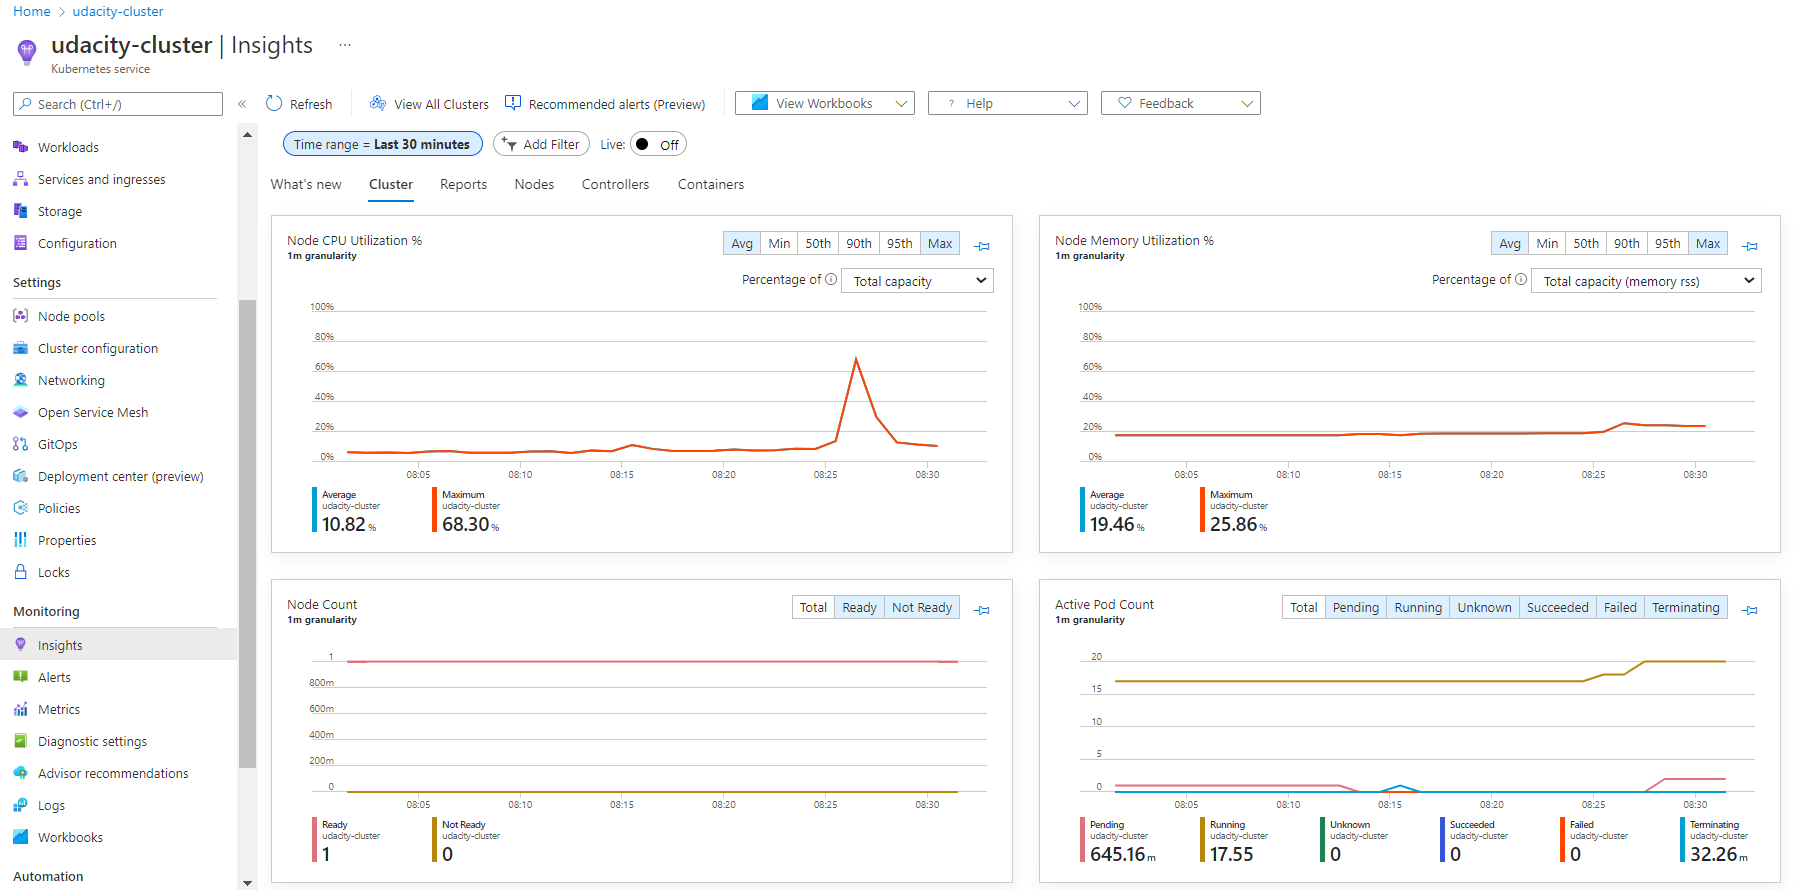 Home > udacity-cluster
udacity-cluster | Insights ...
Kubernetes service
Search (Ctrl+/)
«
Refresh
View All Clusters
Recommended alerts (Preview)
View Workbooks
? Help
Feedback
Time range = Last 30 minutes
Add Filter
Live: Off
What's new
Cluster
Reports
Nodes
Controllers
Containers
Workloads
Services and ingresses
Storage
Configuration
Settings
Node pools
Cluster configuration
Networking
Open Service Mesh
GitOps
Deployment center (preview)
Policies
Properties
Locks
Monitoring
Insights
Alerts
Metrics
Diagnostic settings
Advisor recommendations
Logs
Workbooks
Automation
Node CPU Utilization %
1m granularity
Avg Min 50th 90th 95th Max
Percentage of Total capacity
100%
80%
60%
40%
20%
0%
08:05 08:10 08:15 08:20 08:25 08:30
Average
udacity-cluster
10.82 %
Maximum
udacity-cluster
68.30 %
Node Memory Utilization %
1m granularity
Avg Min 50th 90th 95th Max
Percentage of Total capacity (memory rss)
100%
80%
60%
40%
20%
0%
08:05 08:10 08:15 08:20 08:25 08:30
Average
udacity-cluster
19.46 %
Maximum
udacity-cluster
25.86 %
Node Count
1m granularity
Total Ready Not Ready
1
800m
600m
400m
200m
0
08:05 08:10 08:15 08:20 08:25 08:30
Ready
udacity-cluster
1
Not Ready
udacity-cluster
0
Active Pod Count
1m granularity
Total Pending Running Unknown Succeeded Failed Terminating
20
15
10
5
0
08:05 08:10 08:15 08:20 08:25 08:30
Pending
udacity-cluster
645.16 m
Running
udacity-cluster
17.55
Unknown
udacity-cluster
0
Succeeded
udacity-cluster
0
Failed
udacity-cluster
0
Terminating
udacity-cluster
32.26 m